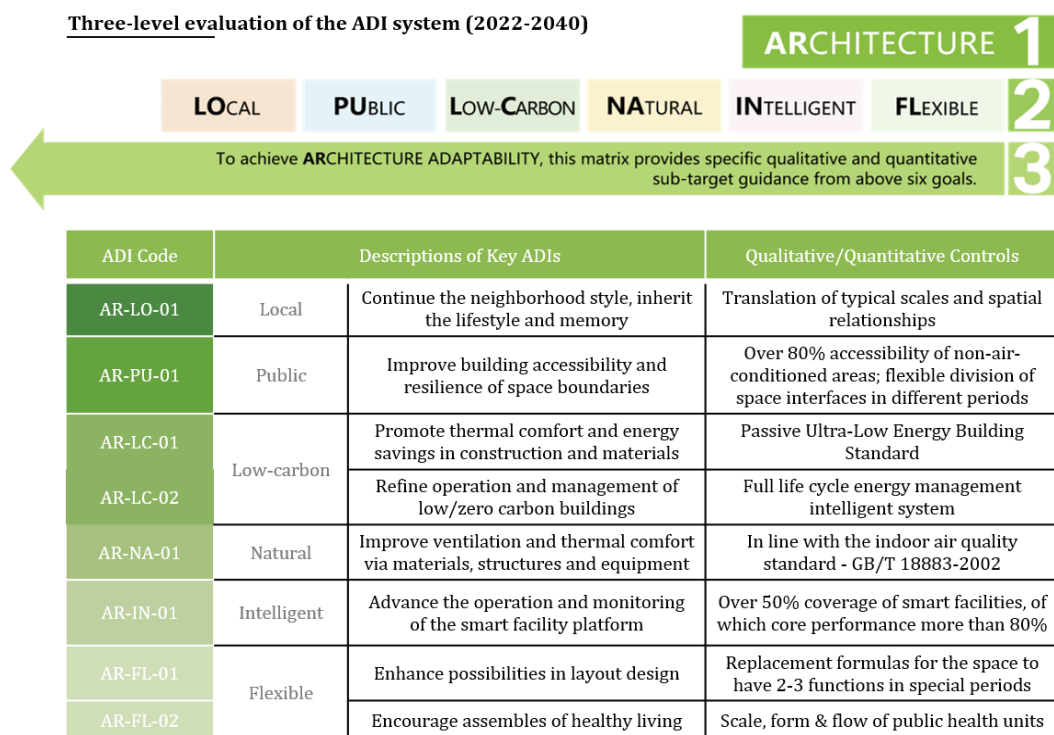 Three-level evaluation of the ADI system (2022-2040)
ARCHITECTURE 1
LOCAL PUBLIC LOW-CARBON NATURAL INTELLIGENT FLEXIBLE 2
To achieve ARCHITECTURE ADAPTABILITY, this matrix provides specific qualitative and quantitative
sub-target guidance from above six goals.
3
ADI Code Descriptions of Key ADIs Qualitative/Quantitative Controls
AR-LO-01
Local
Continue the neighborhood style, inherit
the lifestyle and memory
Translation of typical scales and spatial
relationships
AR-PU-01
Public
Improve building accessibility and
resilience of space boundaries
Over 80% accessibility of non-air-
conditioned areas; flexible division of
space interfaces in different periods
AR-LC-01
Low-carbon
Promote thermal comfort and energy
savings in construction and materials
Passive Ultra-Low Energy Building
Standard
AR-LC-02
Refine operation and management of
low/zero carbon buildings
Full life cycle energy management
intelligent system
AR-NA-01
Natural
Improve ventilation and thermal comfort
via materials, structures and equipment
In line with the indoor air quality
standard - GB/T 18883-2002
AR-IN-01
Intelligent
Advance the operation and monitoring
of the smart facility platform
Over 50% coverage of smart facilities, of
which core performance more than 80%
AR-FL-01
Flexible
Enhance possibilities in layout design
Replacement formulas for the space to
have 2-3 functions in special periods
AR-FL-02
Encourage assembles of healthy living
Scale, form & flow of public health units